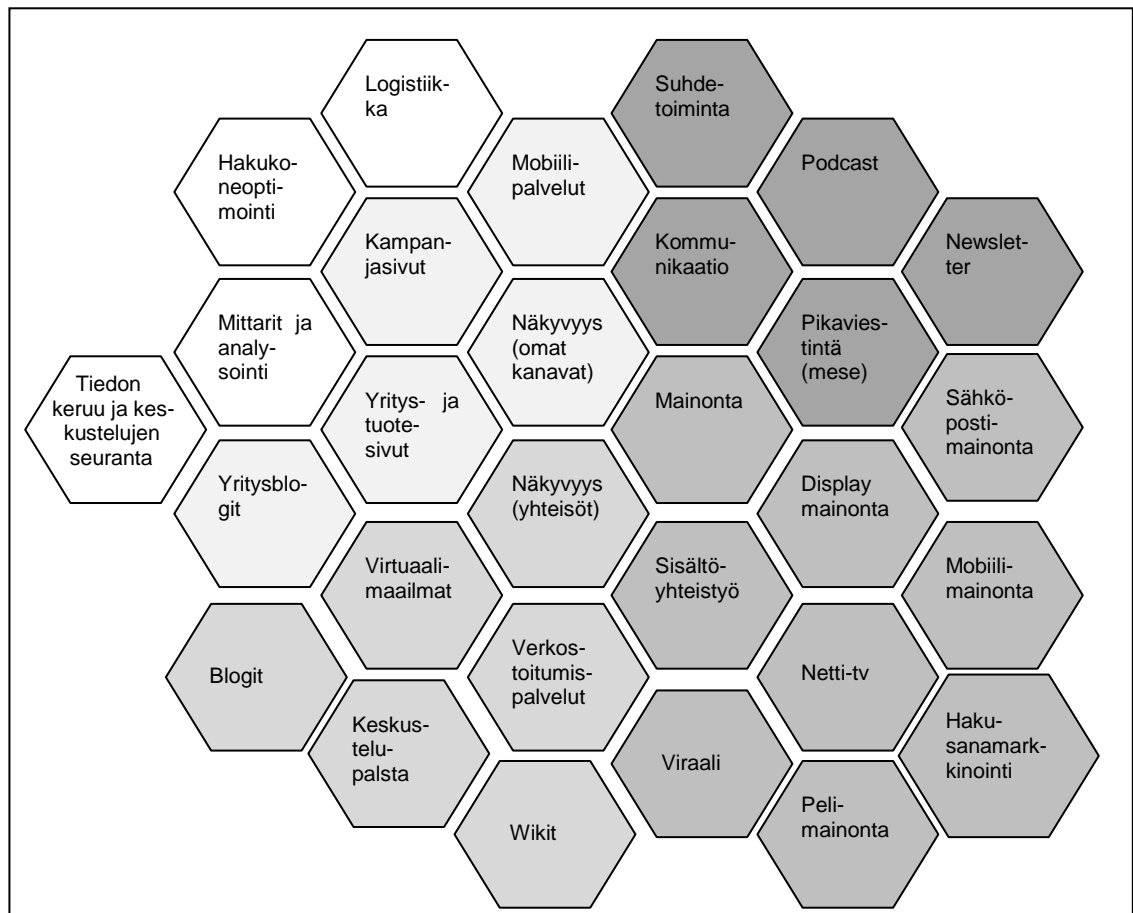 Logistiik-
ka
Suhde-
toiminta
Hakuko-
neopti-
mointi
Mobiili-
palvelut
Podcast
Kampan-
jasivut
Kommu-
nikaatio
Newslet-
ter
Mittarit ja
analy-
sointi
Näkyvyys
(omat
kanavat)
Pikavies-
tintä
(mese)
Tiedon
keruu ja kes-
kustelujen
seuranta
Yritys- ja
tuote-
sivut
Mainonta
Sähkö-
posti-
mainonta
Yritysblo-
git
Näkyvyys
(yhteisöt)
Display
mainonta
Virtuaali-
maailmat
Sisältö-
yhteistyö
Mobiili-
mainonta
Blogit
Verkos-
toitumis-
palvelut
Netti-tv
Keskus-
telu-
palsta
Viraali
Haku-
sanamark-
kinointi
Wikit
Peli-
mainonta